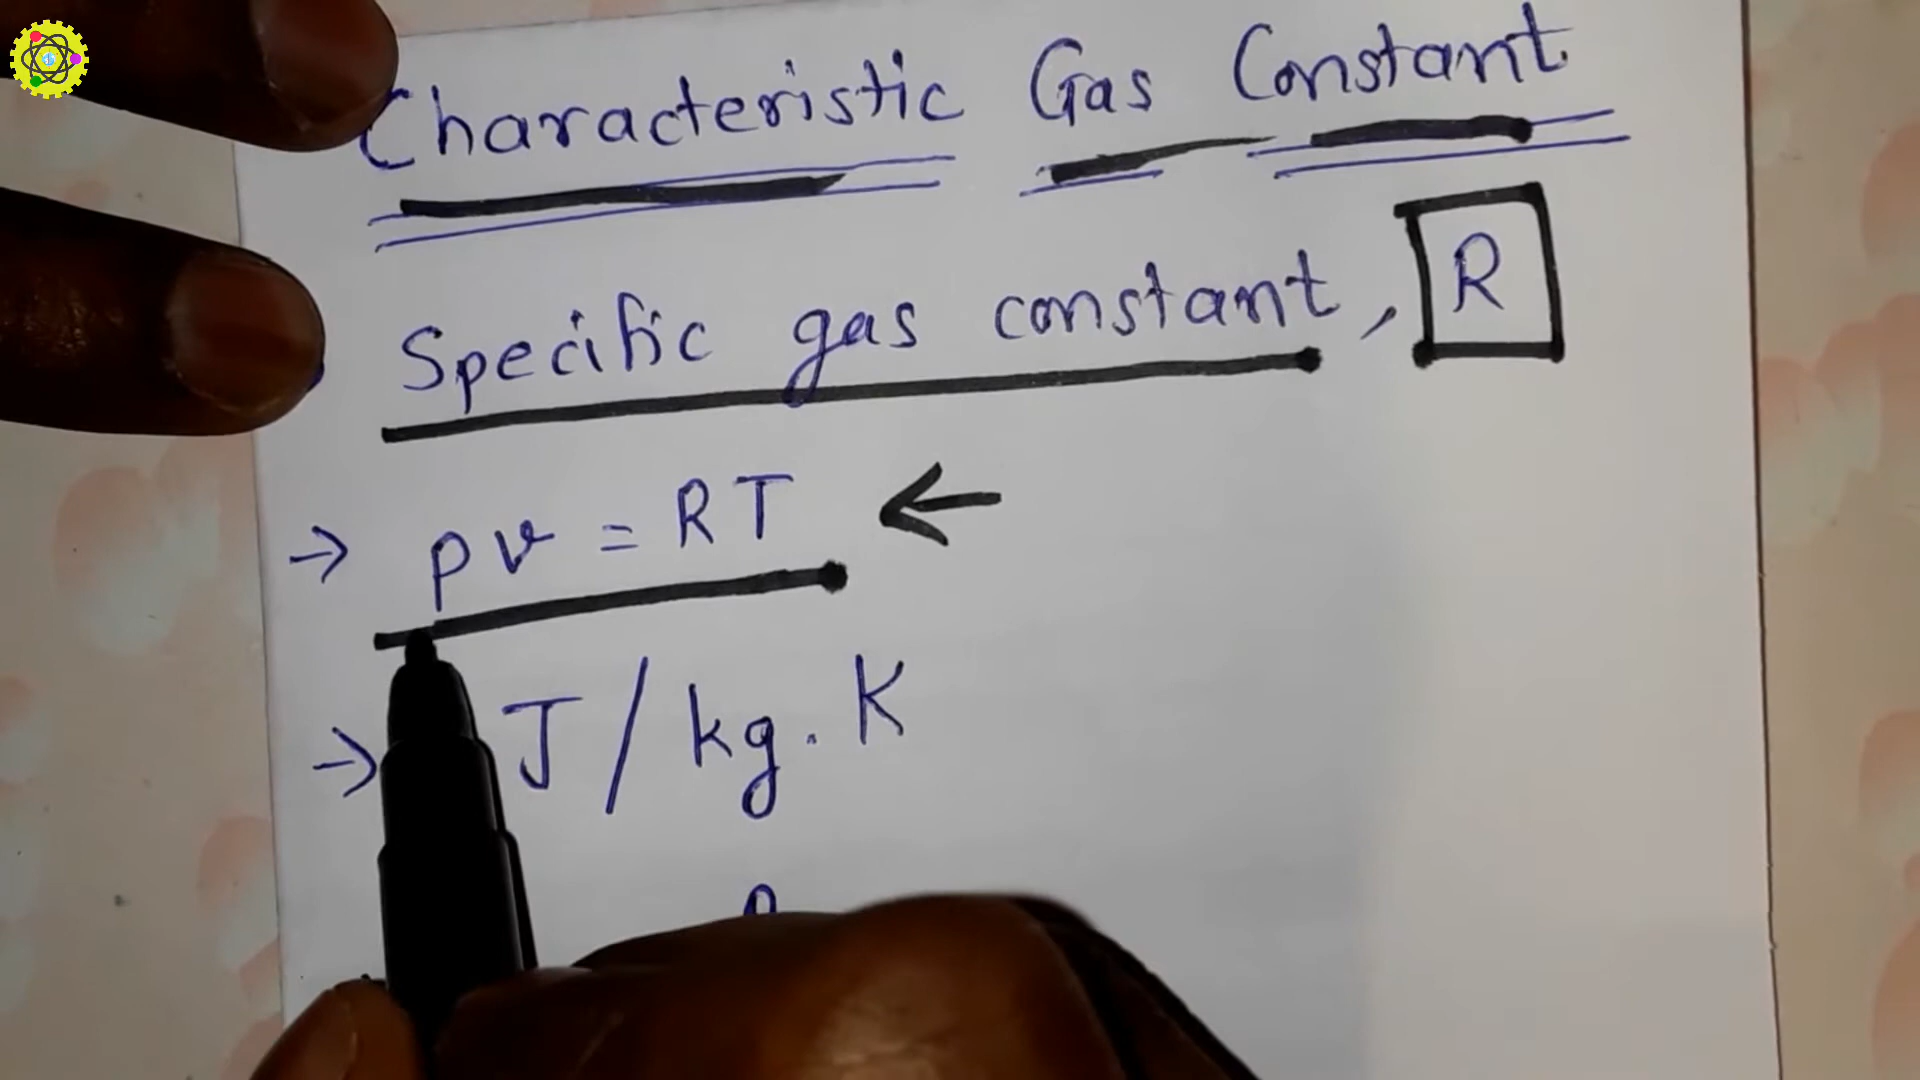 Characteristic Gas Constant
Specific gas constant, R
→ pv = RT ←
→ J/kg.K